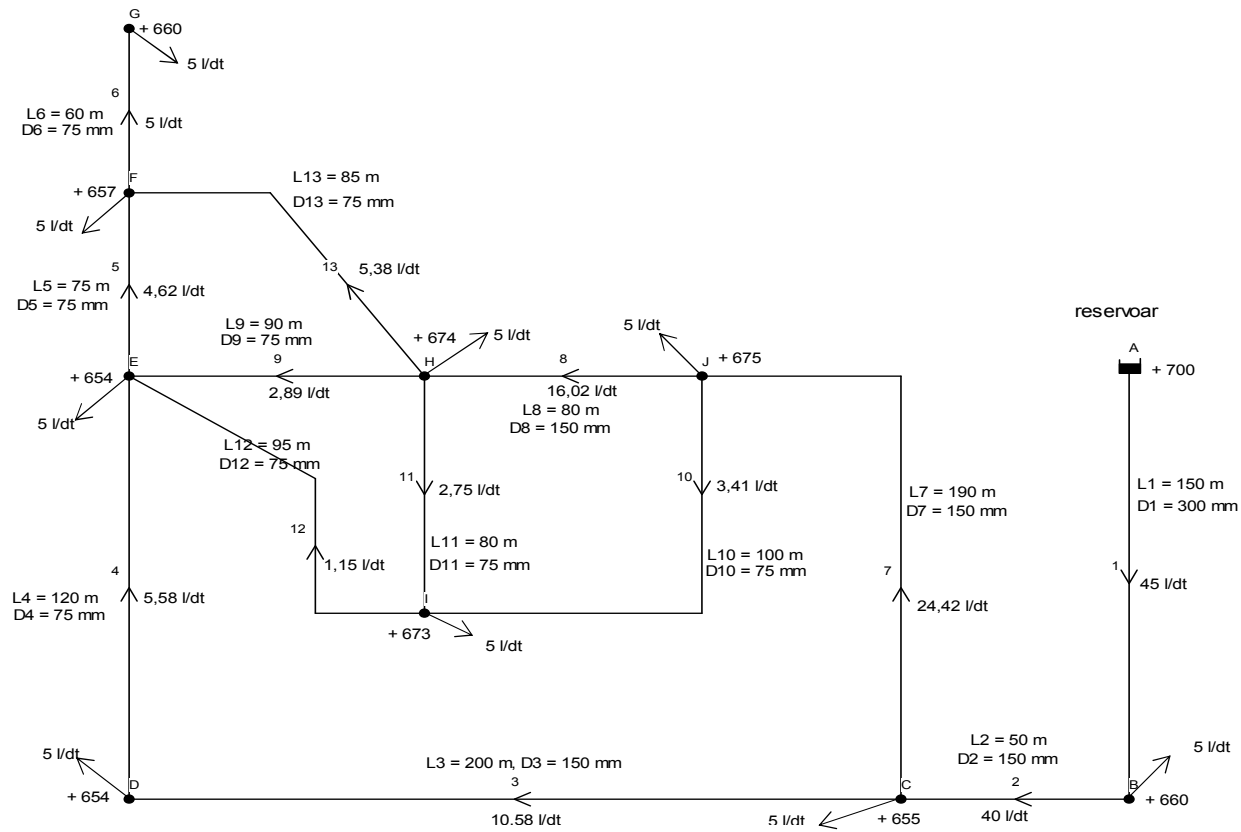 G
+ 660
5 l/dt
6
L6 = 60 m
D6 = 75 mm
5 l/dt
F
+ 657
5 l/dt
L13 = 85 m
D13 = 75 mm
13
5,38 l/dt
5
L5 = 75 m
D5 = 75 mm
4,62 l/dt
L9 = 90 m
D9 = 75 mm
9
2,89 l/dt
E
+ 654
5 l/dt
+ 674
H
5 l/dt
8
16,02 l/dt
L8 = 80 m
D8 = 150 mm
5 l/dt
J
+ 675
reservoar
A
+ 700
L1 = 150 m
D1 = 300 mm
1
45 l/dt
L12 = 95 m
D12 = 75 mm
12
1,15 l/dt
11
2,75 l/dt
L11 = 80 m
D11 = 75 mm
10
3,41 l/dt
L10 = 100 m
D10 = 75 mm
L7 = 190 m
D7 = 150 mm
7
24,42 l/dt
4
L4 = 120 m
D4 = 75 mm
5,58 l/dt
I
+ 673
5 l/dt
5 l/dt
D
+ 654
L3 = 200 m, D3 = 150 mm
3
10.58 l/dt
C
+ 655
5 l/dt
L2 = 50 m
D2 = 150 mm
2
40 l/dt
B
+ 660
5 l/dt